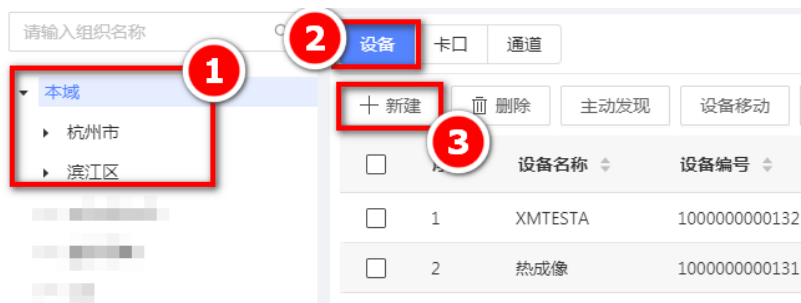 请输入组织名称
2
设备 卡口 通道
1
本域
新建 删除 主动发现 设备移动
杭州市
3
设备名称 设备编号
滨江区
1 XMTESTA 1000000000132
2 热成像 1000000000131